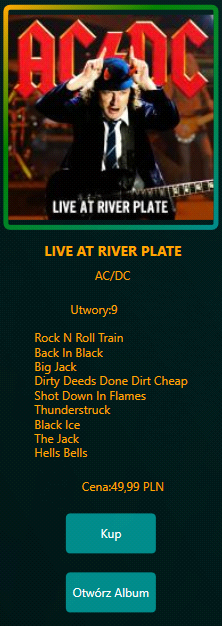 AC/DC
LIVE AT RIVER PLATE
LIVE AT RIVER PLATE
AC/DC
Utwory:9
Rock N Roll Train
Back In Black
Big Jack
Dirty Deeds Done Dirt Cheap
Shot Down In Flames
Thunderstruck
Black Ice
The Jack
Hells Bells
Cena:49,99 PLN
Kup
Otwórz Album